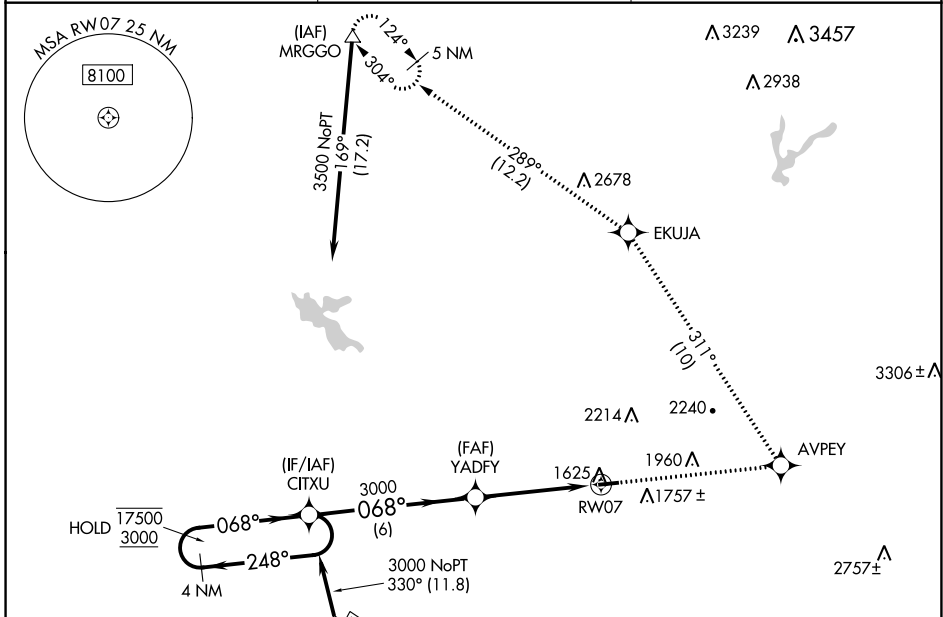 MSA RW07 25 NM
8100
(IAF)
MRGGO
124°
5 NM
304°
3239
3457
2938
3500 NoPT
169°
(17.2)
289°
(12.2)
2678
EKUJA
311°
(10)
3306±
2214
2240
AVPEY
(FAF)
YADFY
1625
1960
RW07
1757±
(IF/IAF)
CITXU
3000
068°
(6)
HOLD
17500
3000
068°
248°
4 NM
3000 NoPT
330° (11.8)
2757±